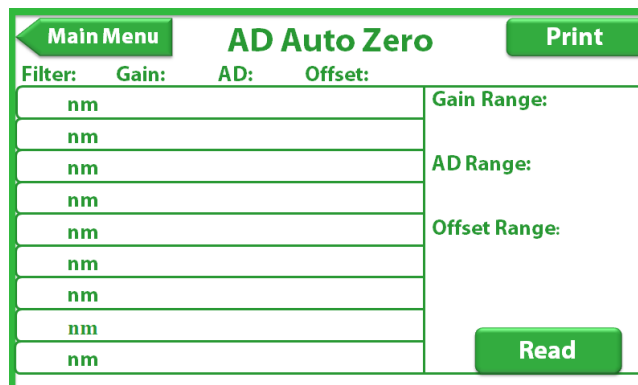 Main Menu
AD Auto Zero
Print
Filter: Gain: AD: Offset:
nm
nm
nm
nm
nm
nm
nm
nm
nm
Gain Range:
AD Range:
Offset Range:
Read